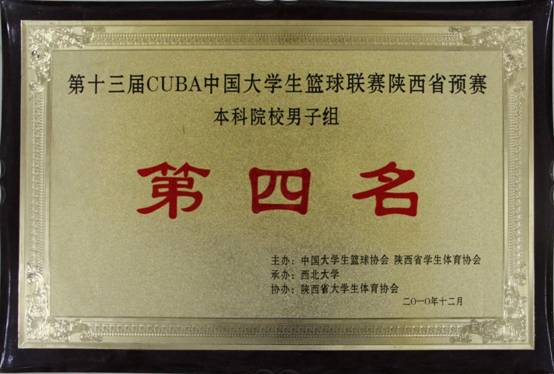 第十三届CUBA中国大学生篮球联赛陕西省预赛
本科院校男子组
第四名
主办：中国大学生篮球协会 陕西省学生体育协会
承办：西北大学
协办：陕西省大学生体育协会
二〇一〇年十二月